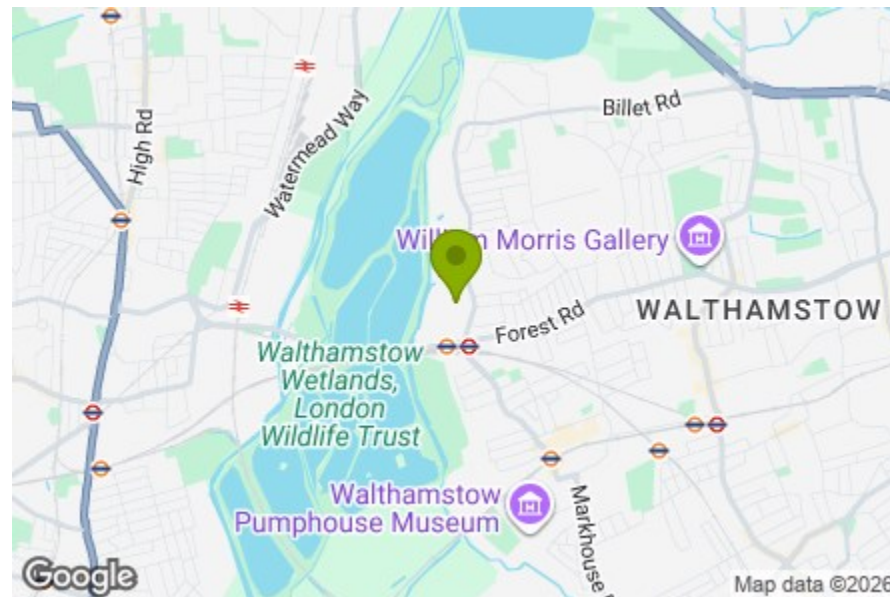 Billet Rd
High Rd
Watermead Way
William Morris Gallery
WALTHAMSTOW
Forest Rd
Walthamstow
Wetlands,
London
Wildlife Trust
Walthamstow
Pumphouse Museum
Markhouse
Google
Map data ©2026